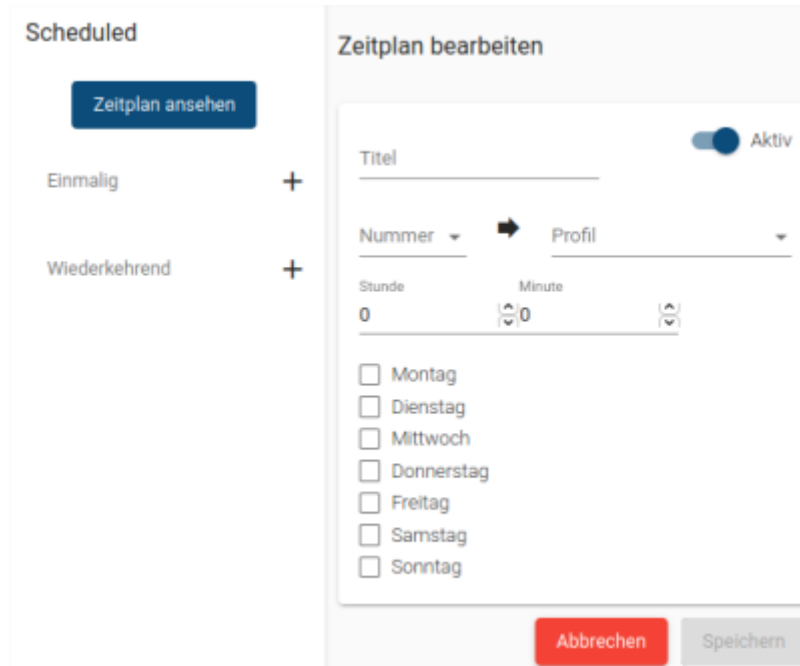 Scheduled
Zeitplan ansehen
Einmalig
Wiederkehrend
Zeitplan bearbeiten
Aktiv
Titel
Nummer
Profil
Stunde
Minute
0
0
Montag
Dienstag
Mittwoch
Donnerstag
Freitag
Samstag
Sonntag
Abbrechen
Speichern